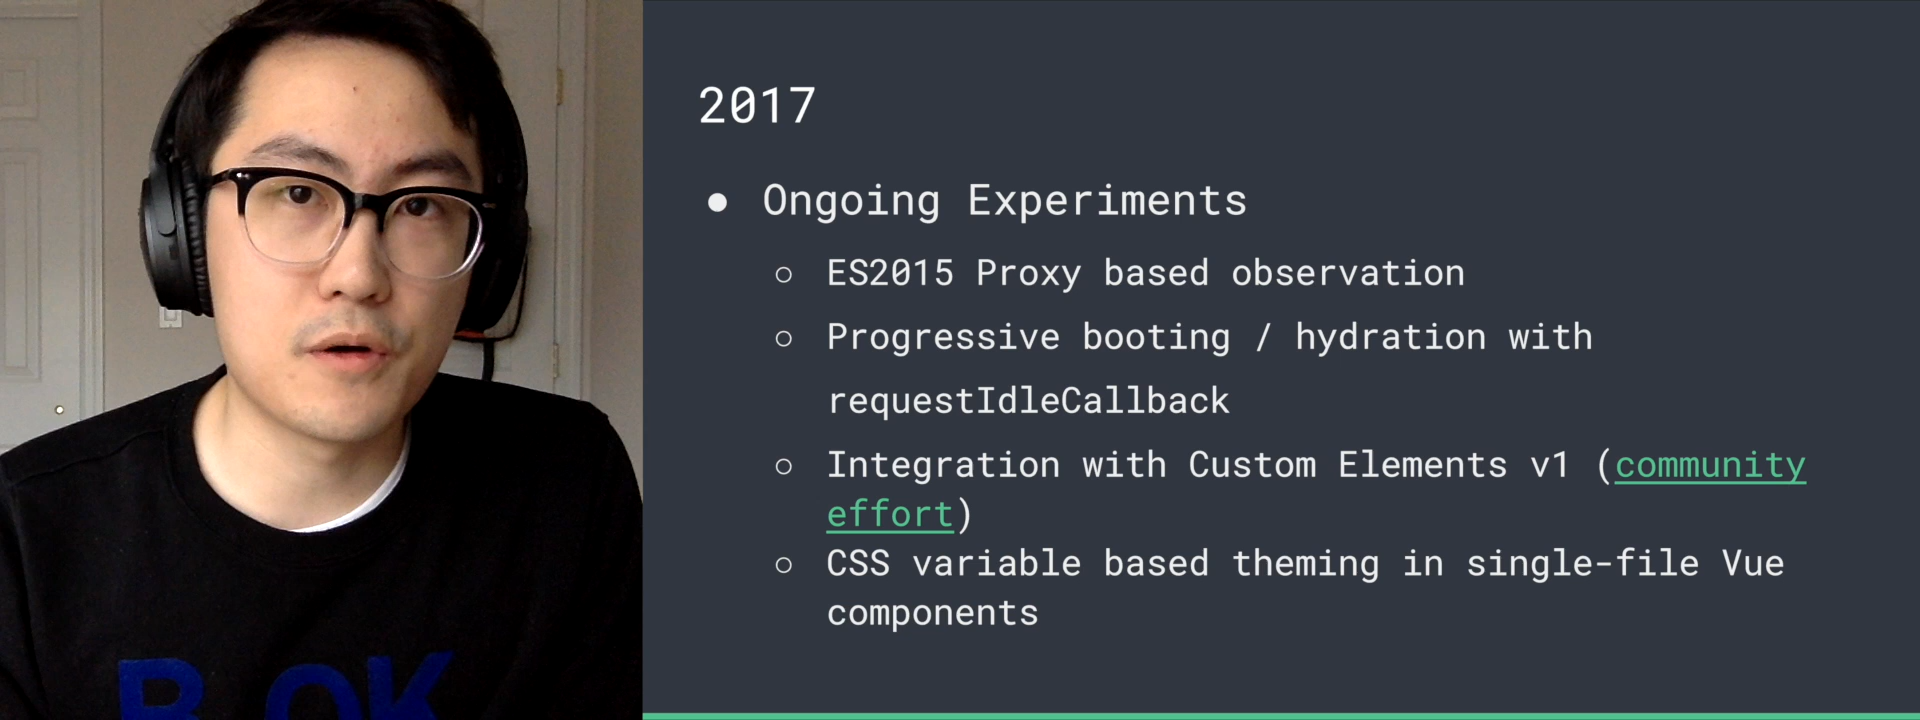 2017
● Ongoing Experiments
○ ES2015 Proxy based observation
○ Progressive booting / hydration with
requestIdleCallback
○ Integration with Custom Elements v1 (community
effort)
○ CSS variable based theming in single-file Vue
components
B OK